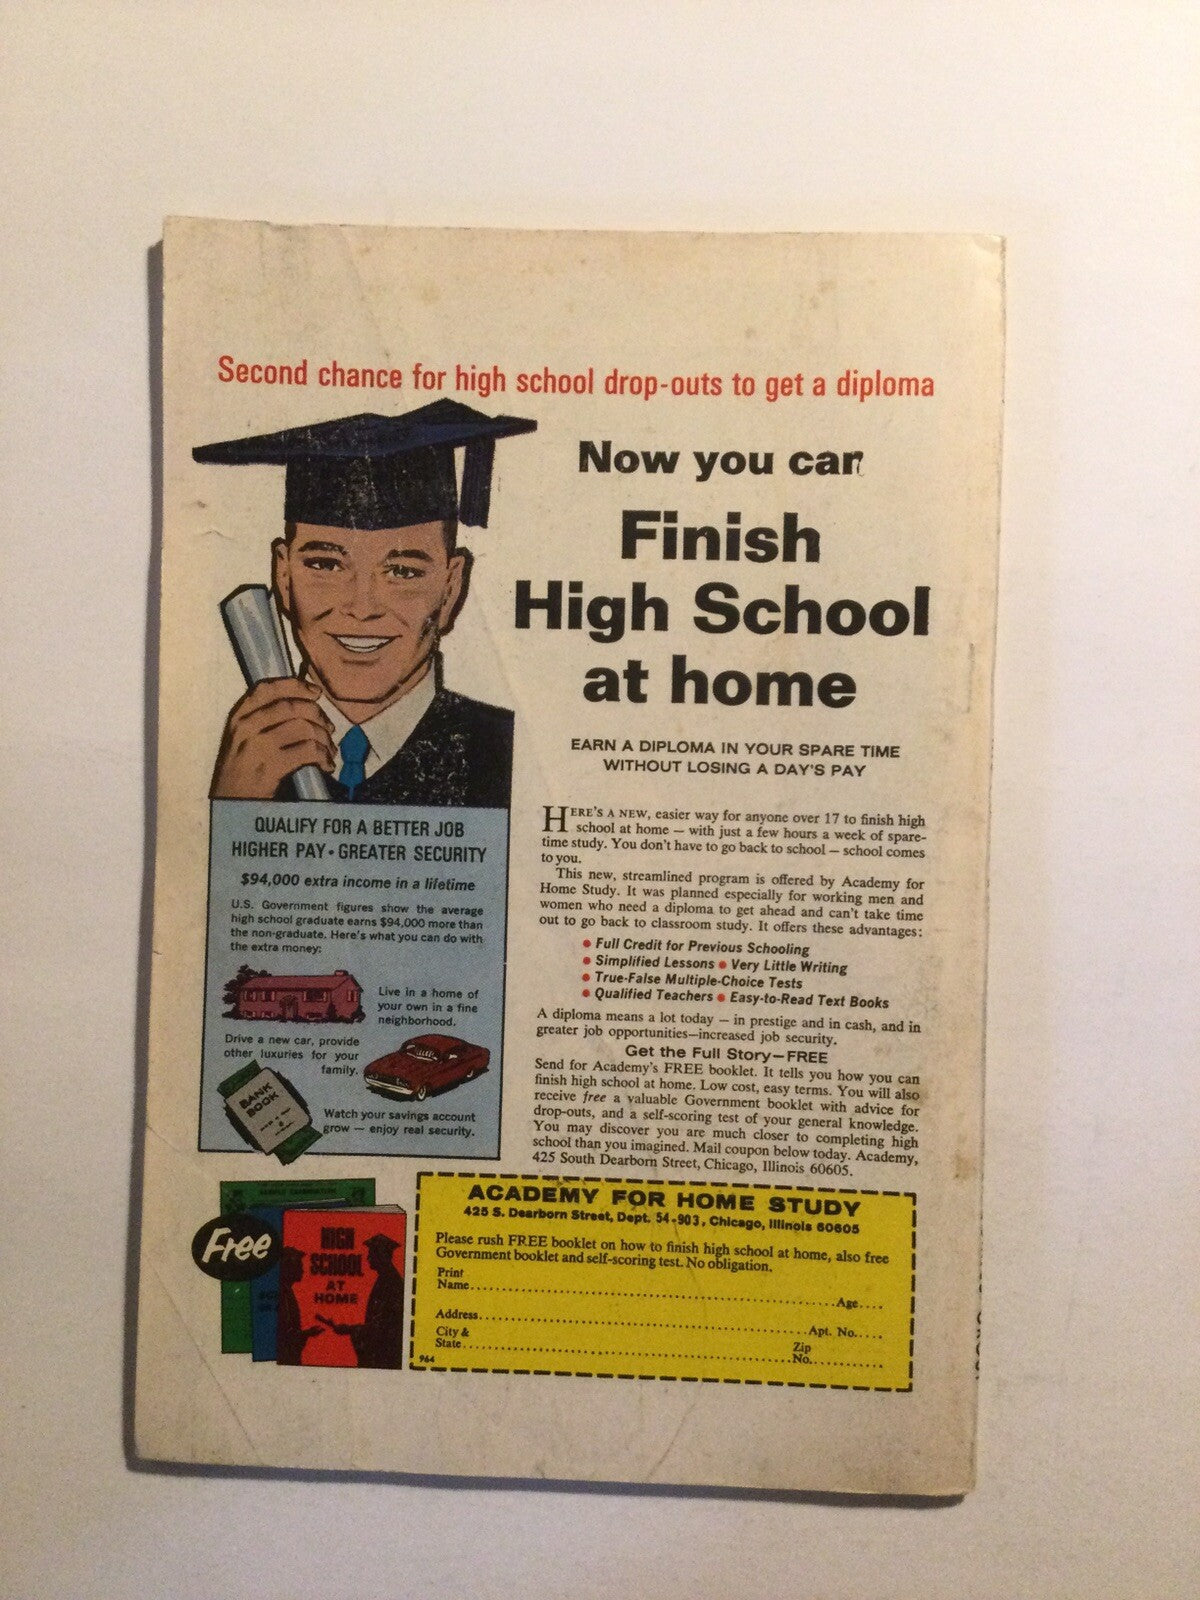 Second chance for high school drop-outs to get a diploma
Now you can
Finish
High School
at home
EARN A DIPLOMA IN YOUR SPARE TIME
WITHOUT LOSING A DAY'S PAY
HERE'S A NEW, easier way for anyone over 17 to finish high
school at home — with just a few hours a week of spare-
time study. You don't have to go back to school — school comes
to you.
This new, streamlined program is offered by Academy for
Home Study. It was planned especially for working men and
women who need a diploma to get ahead and can't take time
out to go back to classroom study. It offers these advantages:
• Full Credit for Previous Schooling
• Simplified Lessons • Very Little Writing
• True-False Multiple-Choice Tests
• Qualified Teachers • Easy-to-Read Text Books
A diploma means a lot today — in prestige and in cash, and in
greater job opportunities—increased job security.
Get the Full Story—FREE
Send for Academy's FREE booklet. It tells you how you can
finish high school at home. Low cost, easy terms. You will also
receive free a valuable Government booklet with advice for
drop-outs, and a self-scoring test of your general knowledge.
You may discover you are much closer to completing high
school than you imagined. Mail coupon below today. Academy,
425 South Dearborn Street, Chicago, Illinois 60605.
QUALIFY FOR A BETTER JOB
HIGHER PAY • GREATER SECURITY
$94,000 extra income in a lifetime
U.S. Government figures show the average
high school graduate earns $94,000 more than
the non-graduate. Here's what you can do with
the extra money:
Live in a home of
your own in a fine
neighborhood.
Drive a new car, provide
other luxuries for your
family.
BANK
BOOK
Watch your savings account
grow — enjoy real security.
Free
HIGH
SCHOOL
AT
HOME
ACADEMY FOR HOME STUDY
425 S. Dearborn Street, Dept. 54-903, Chicago, Illinois 60605
Please rush FREE booklet on how to finish high school at home, also free
Government booklet and self-scoring test. No obligation.
Print
Name..........Age....
Address..........Apt. No.....
City &
State..........Zip
No..........
964